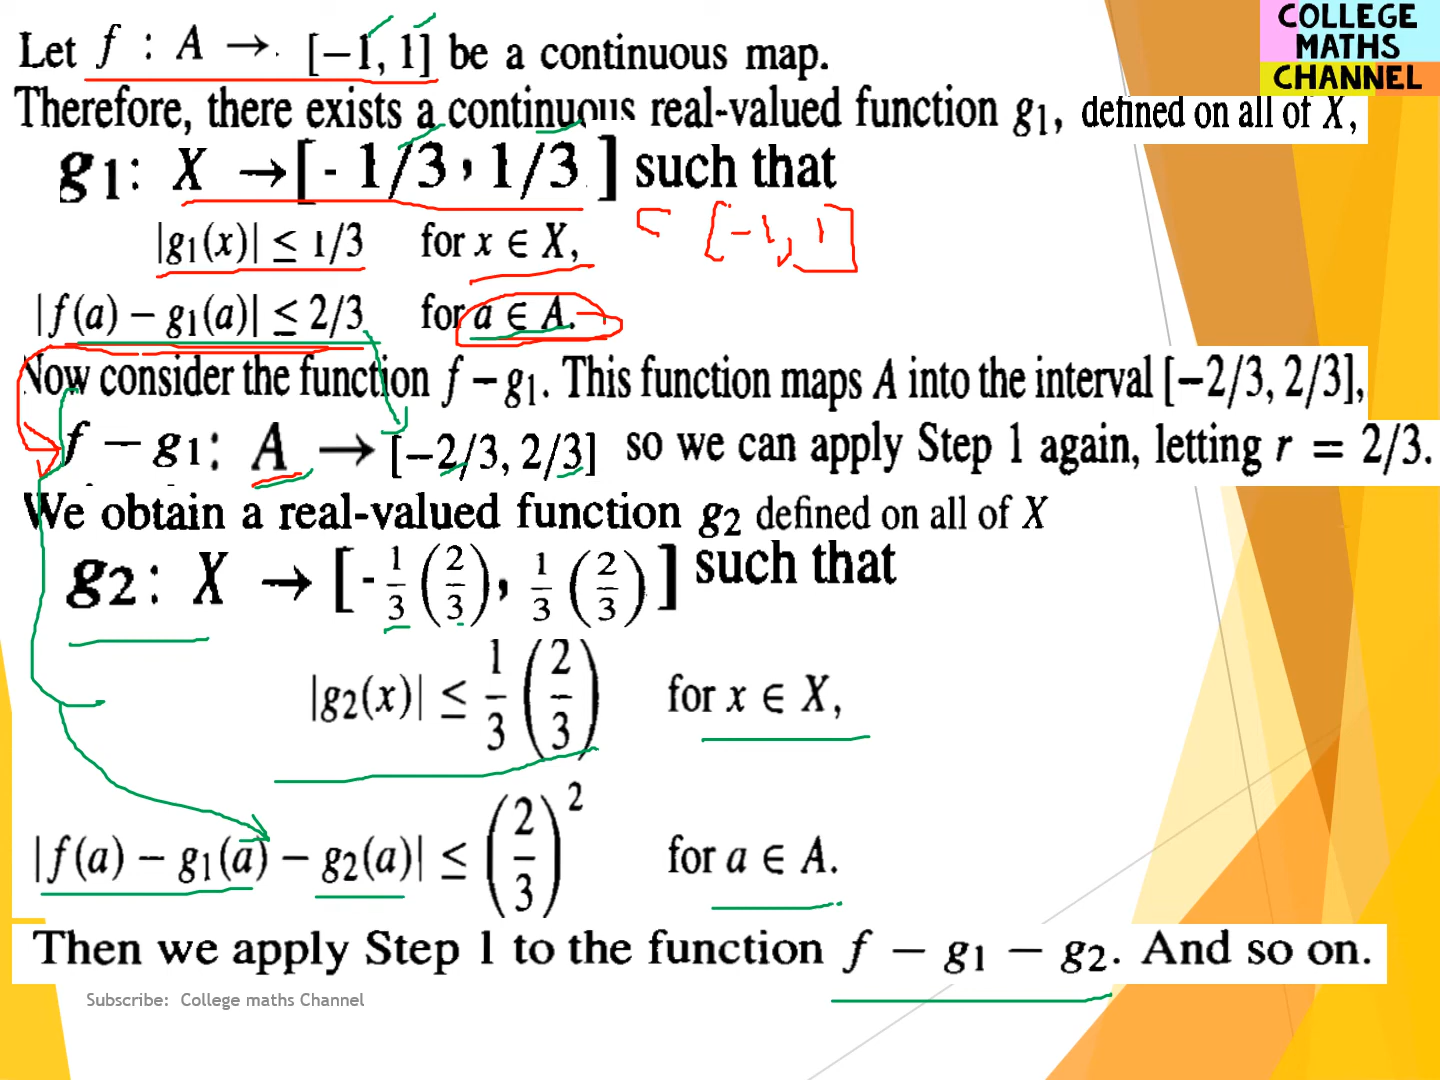 COLLEGE
MATHS
CHANNEL
Let f : A → [−1, 1] be a continuous map.
Therefore, there exists a continuous real-valued function g₁, defined on all of X,
g₁: X → [- 1/3, 1/3 ] such that
|g₁(x)| ≤ 1/3 for x ∈ X,
[−1, 1]
|f(a) − g₁(a)| ≤ 2/3 for a ∈ A.
Now consider the function f − g₁. This function maps A into the interval [−2/3, 2/3],
f − g₁: A → [−2/3, 2/3] so we can apply Step 1 again, letting r = 2/3.
We obtain a real-valued function g₂ defined on all of X
g₂: X → [- 1/3 (2/3), 1/3 (2/3) ] such that
|g₂(x)| ≤ 1/3 (2/3) for x ∈ X,
|f(a) − g₁(a) − g₂(a)| ≤ (2/3)² for a ∈ A.
Then we apply Step 1 to the function f − g₁ − g₂. And so on.
Subscribe: College maths Channel